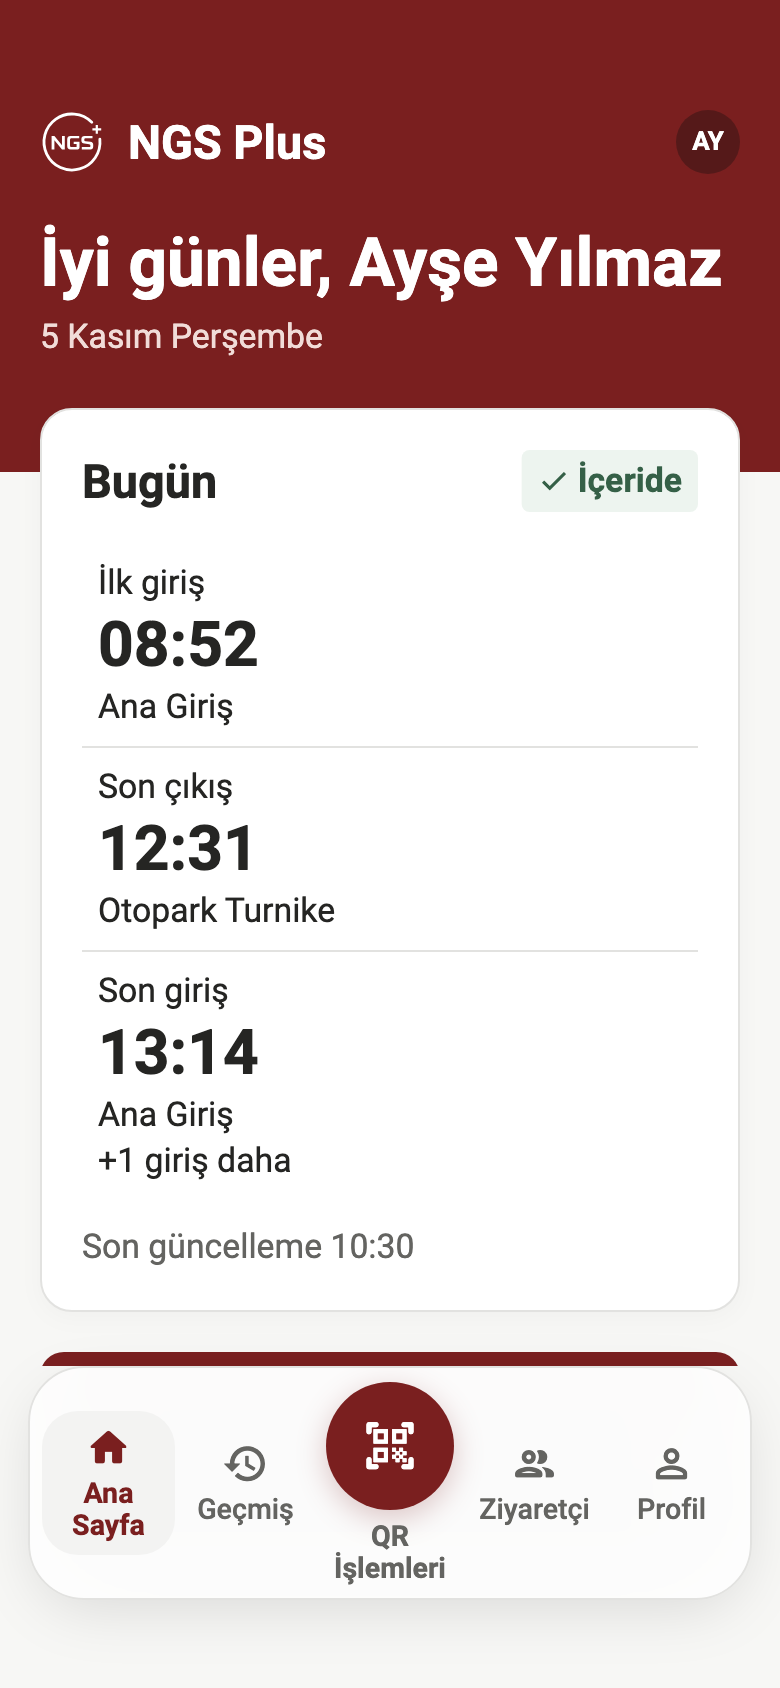 NGS+
NGS Plus
AY
İyi günler, Ayşe Yılmaz
5 Kasım Perşembe
Bugün
İçeride
İlk giriş
08:52
Ana Giriş
Son çıkış
12:31
Otopark Turnike
Son giriş
13:14
Ana Giriş
+1 giriş daha
Son güncelleme 10:30
Ana
Sayfa
Geçmiş
QR
İşlemleri
Ziyaretçi
Profil